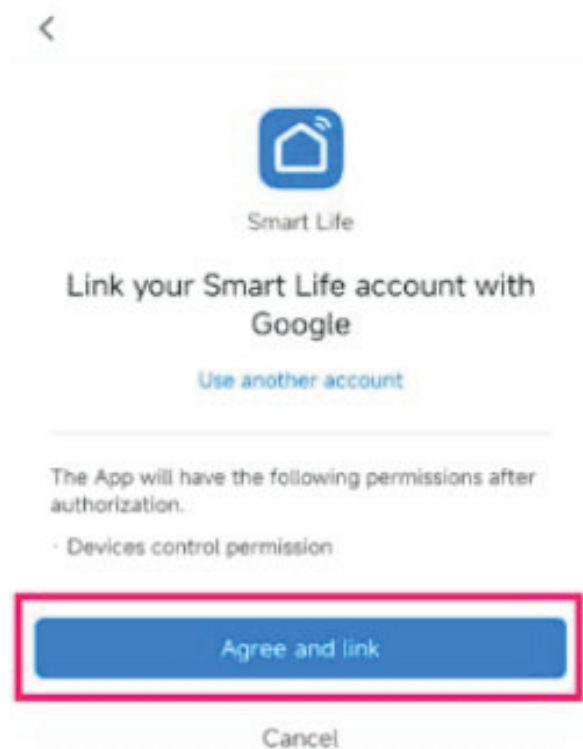 Smart Life
Link your Smart Life account with
Google
Use another account
The App will have the following permissions after
authorization.
· Devices control permission
Agree and link
Cancel